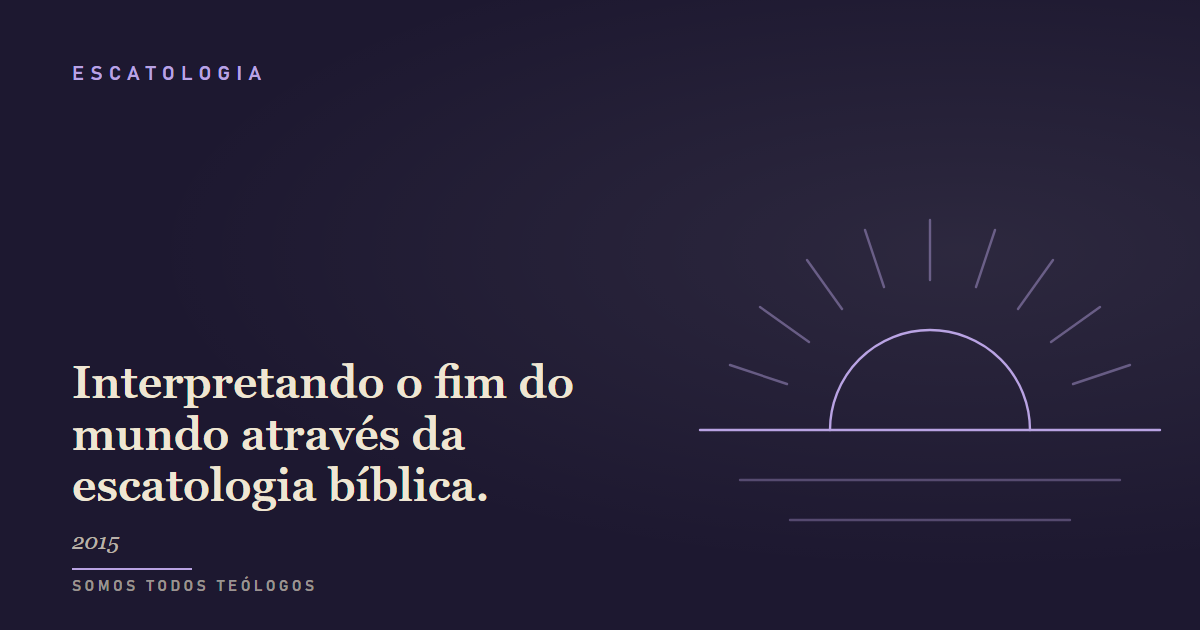 ESCATOLOGIA
Interpretando o fim do
mundo através da
escatologia bíblica.
2015
SOMOS TODOS TEÓLOGOS